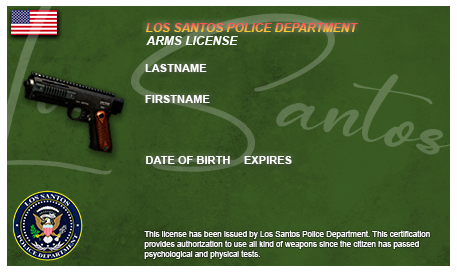 LOS SANTOS POLICE DEPARTMENT
ARMS LICENSE
LASTNAME
FIRSTNAME
Los Santos
DATE OF BIRTH EXPIRES
LOS SANTOS
POLICE DEPARTMENT
This license has been issued by Los Santos Police Department. This certification
provides authorization to use all kind of weapons since the citizen has passed
psychological and physical tests.